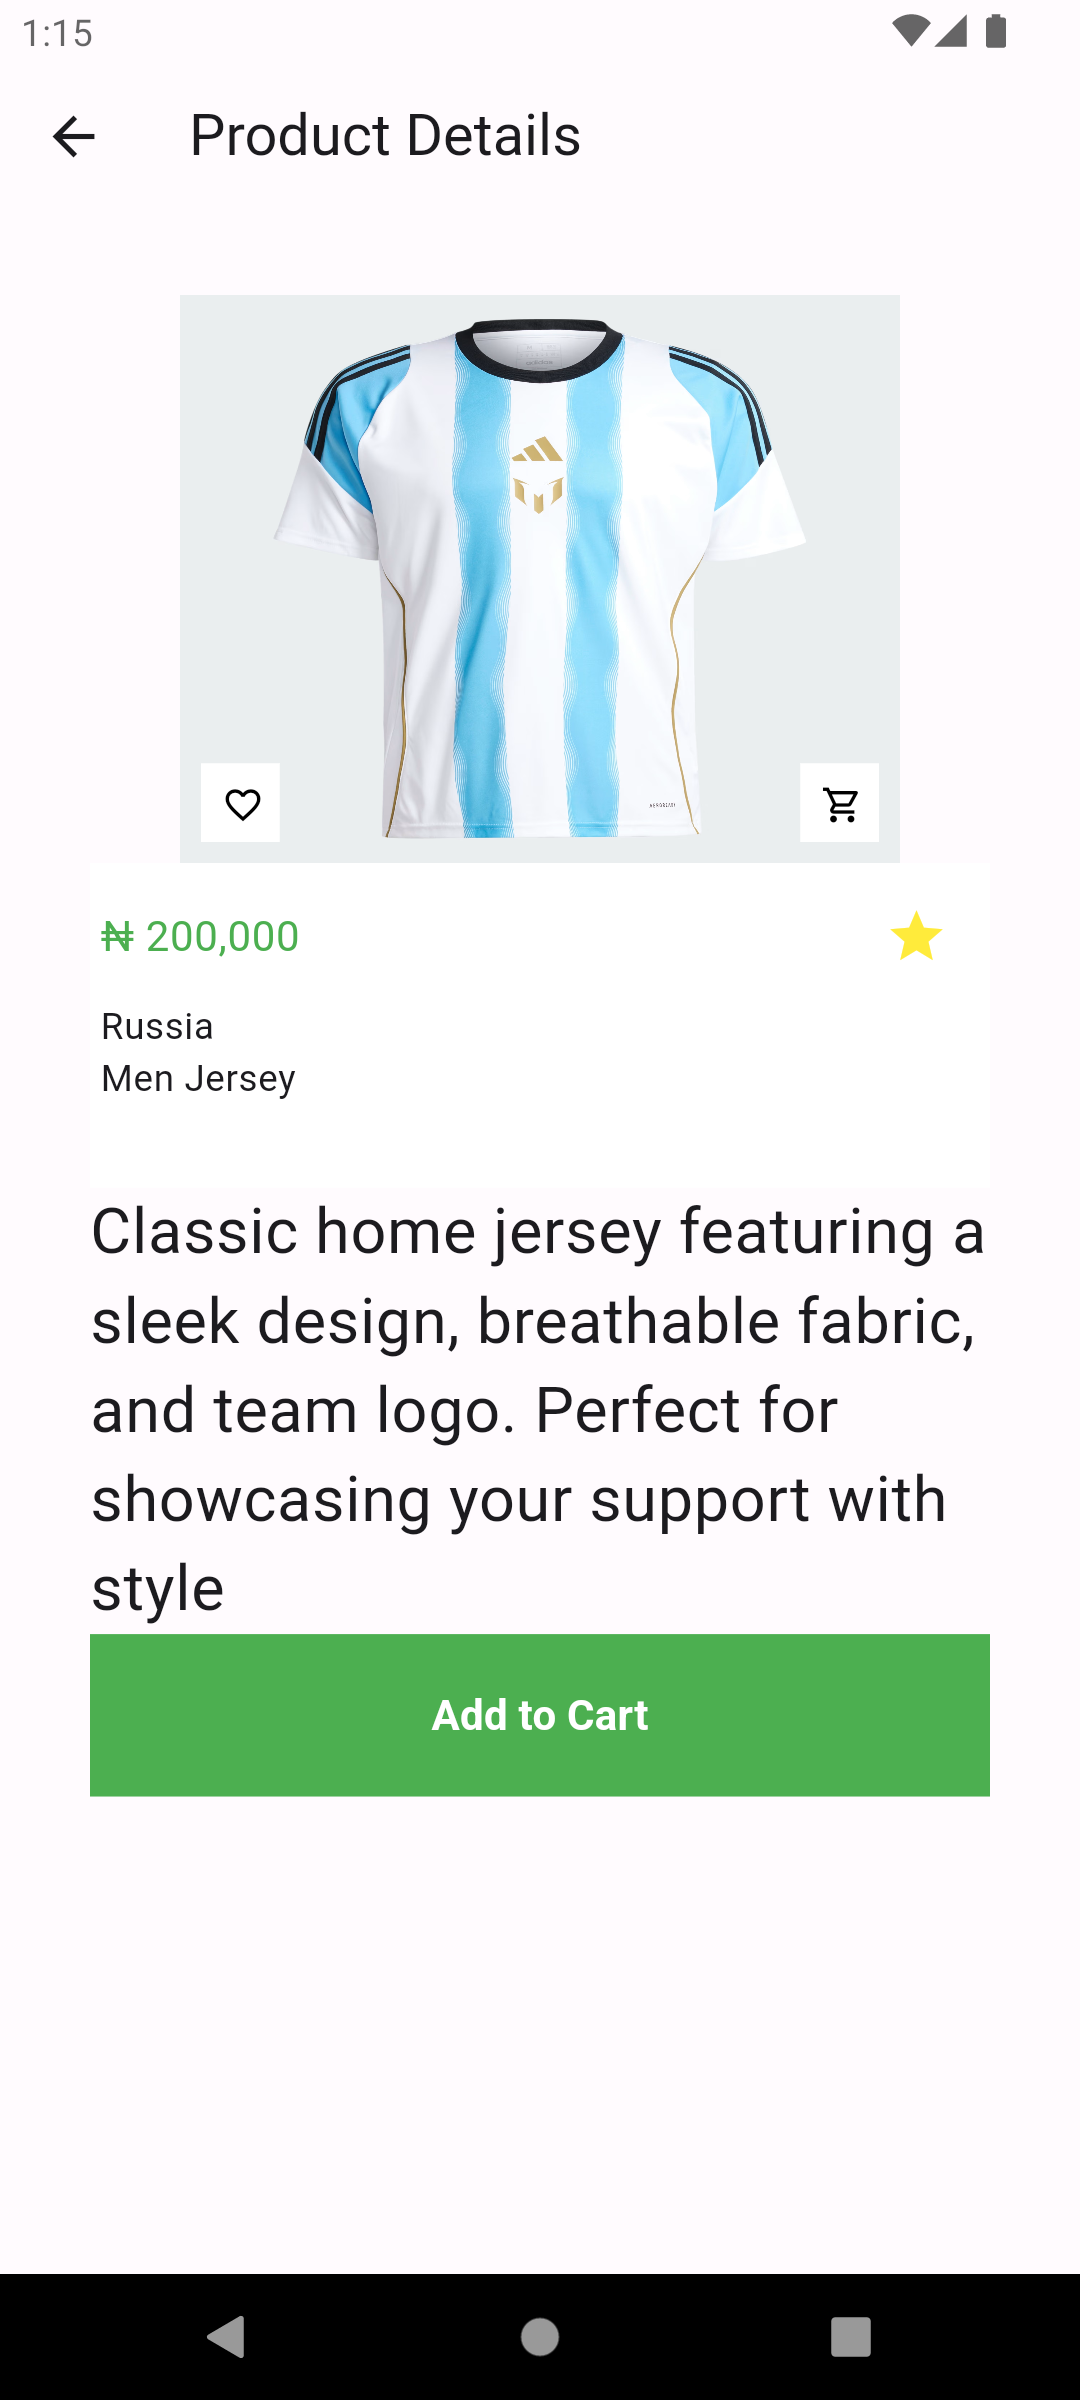 1:15
Product Details
₦ 200,000
Russia
Men Jersey
Classic home jersey featuring a
sleek design, breathable fabric,
and team logo. Perfect for
showcasing your support with
style
Add to Cart